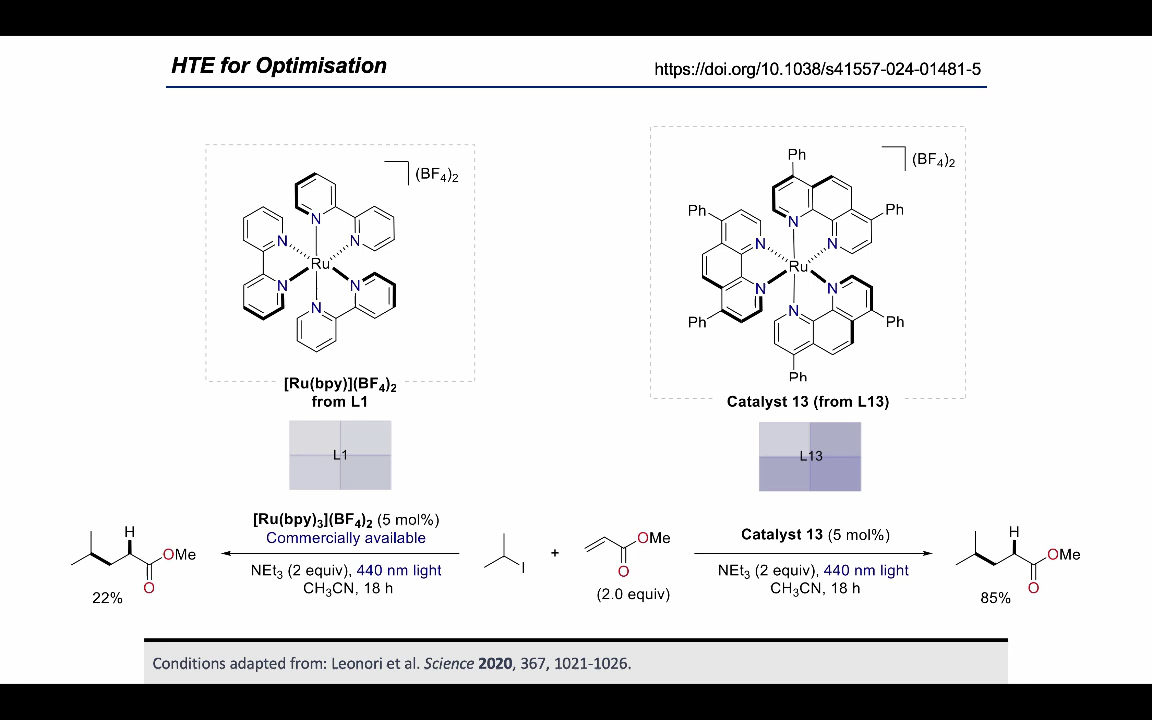 HTE for Optimisation
https://doi.org/10.1038/s41557-024-01481-5
(BF4)2
N
N
N
Ru
N
N
N
[Ru(bpy)](BF4)2
from L1
L1
Ph
(BF4)2
Ph
Ph
N
N
N
Ru
N
N
N
Ph
Ph
Ph
Catalyst 13 (from L13)
L13
H
OMe
O
22%
[Ru(bpy)3](BF4)2 (5 mol%)
Commercially available
NEt3 (2 equiv), 440 nm light
CH3CN, 18 h
I
+
OMe
O
(2.0 equiv)
Catalyst 13 (5 mol%)
NEt3 (2 equiv), 440 nm light
CH3CN, 18 h
H
OMe
O
85%
Conditions adapted from: Leonori et al. Science 2020, 367, 1021-1026.